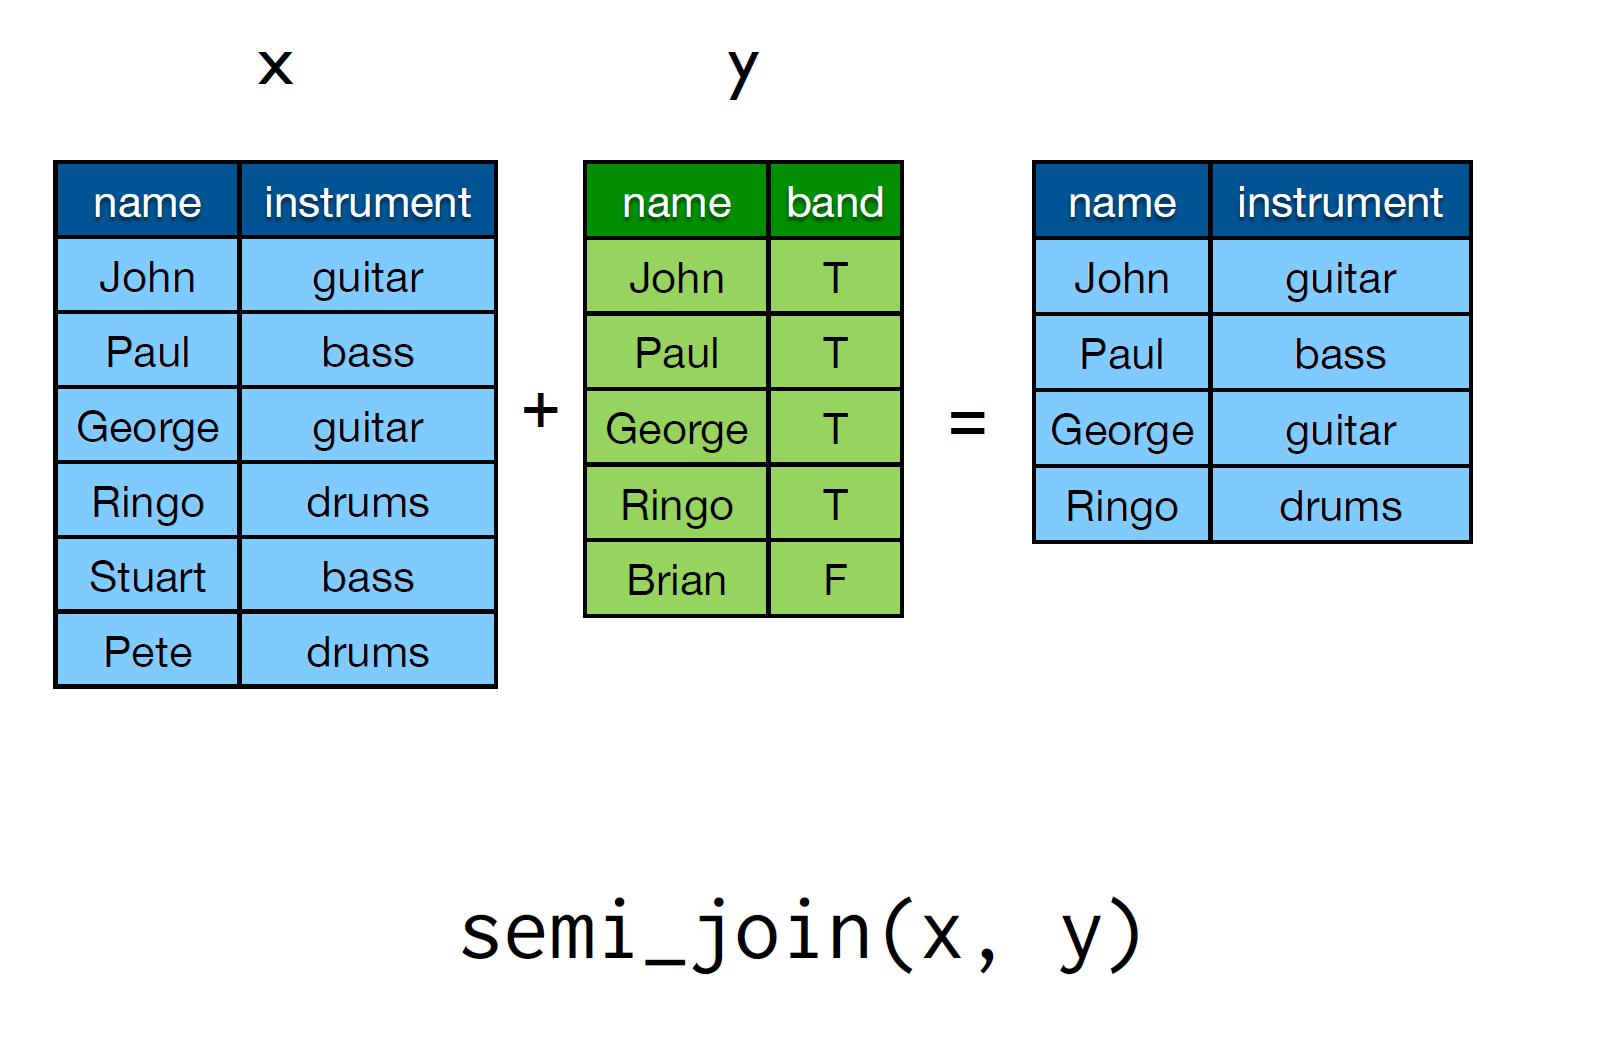 x y
name instrument name band name instrument
John guitar John T John guitar
Paul bass Paul T Paul bass
George guitar + George T = George guitar
Ringo drums Ringo T Ringo drums
Stuart bass Brian F
Pete drums
semi_join(x, y)